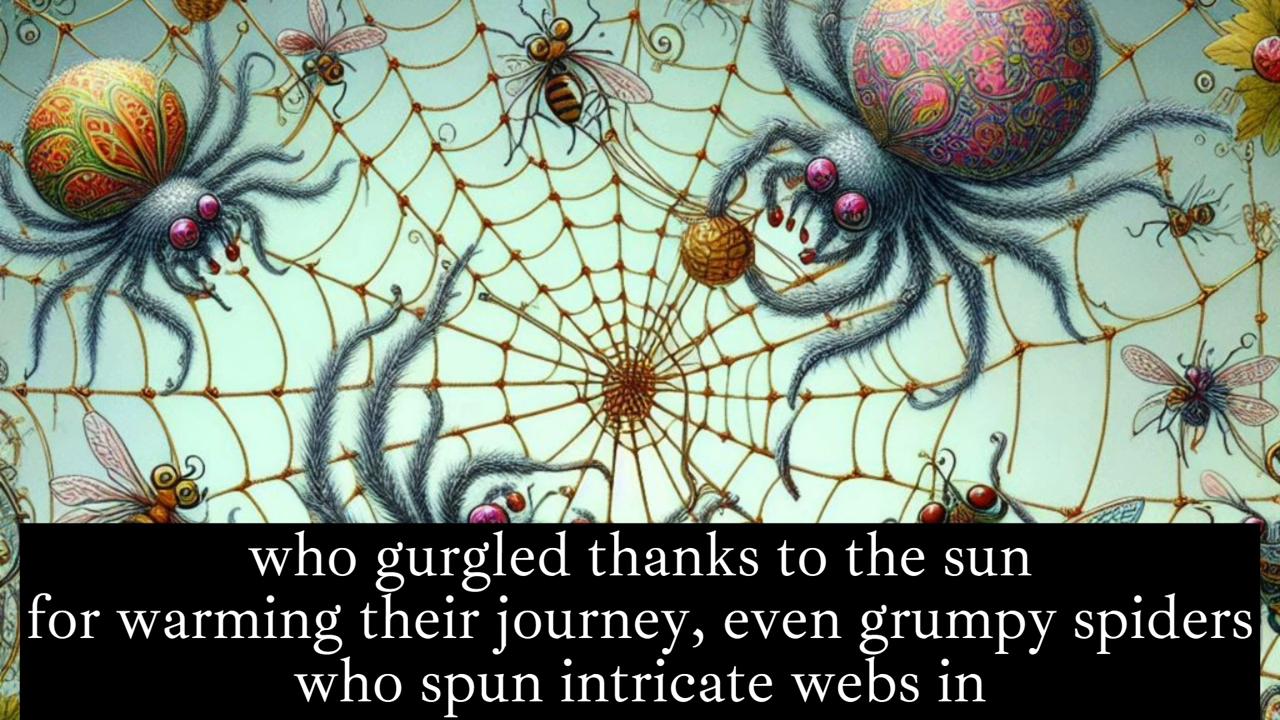 who gurgled thanks to the sun
for warming their journey, even grumpy spiders
who spun intricate webs in